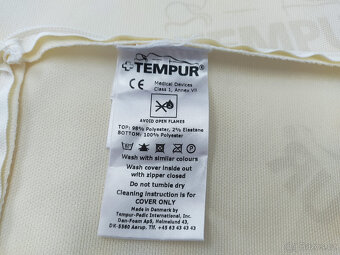 TEMPUR®
CE
Medical Devices
Class 1, Annex VII
AVOID OPEN FLAMES
TOP: 98% Polyester, 2% Elastane
BOTTOM: 100% Polyester
Wash with similar colours
Wash cover inside out
with zipper closed
Do not tumble dry
Cleaning instruction is for
COVER ONLY
Made in Denmark by
Tempur-Pedic International Inc.
Dan-Foam ApS, Holmelund 43,
DK-5560 Aarup. Tlf. +45 63 43 43 43